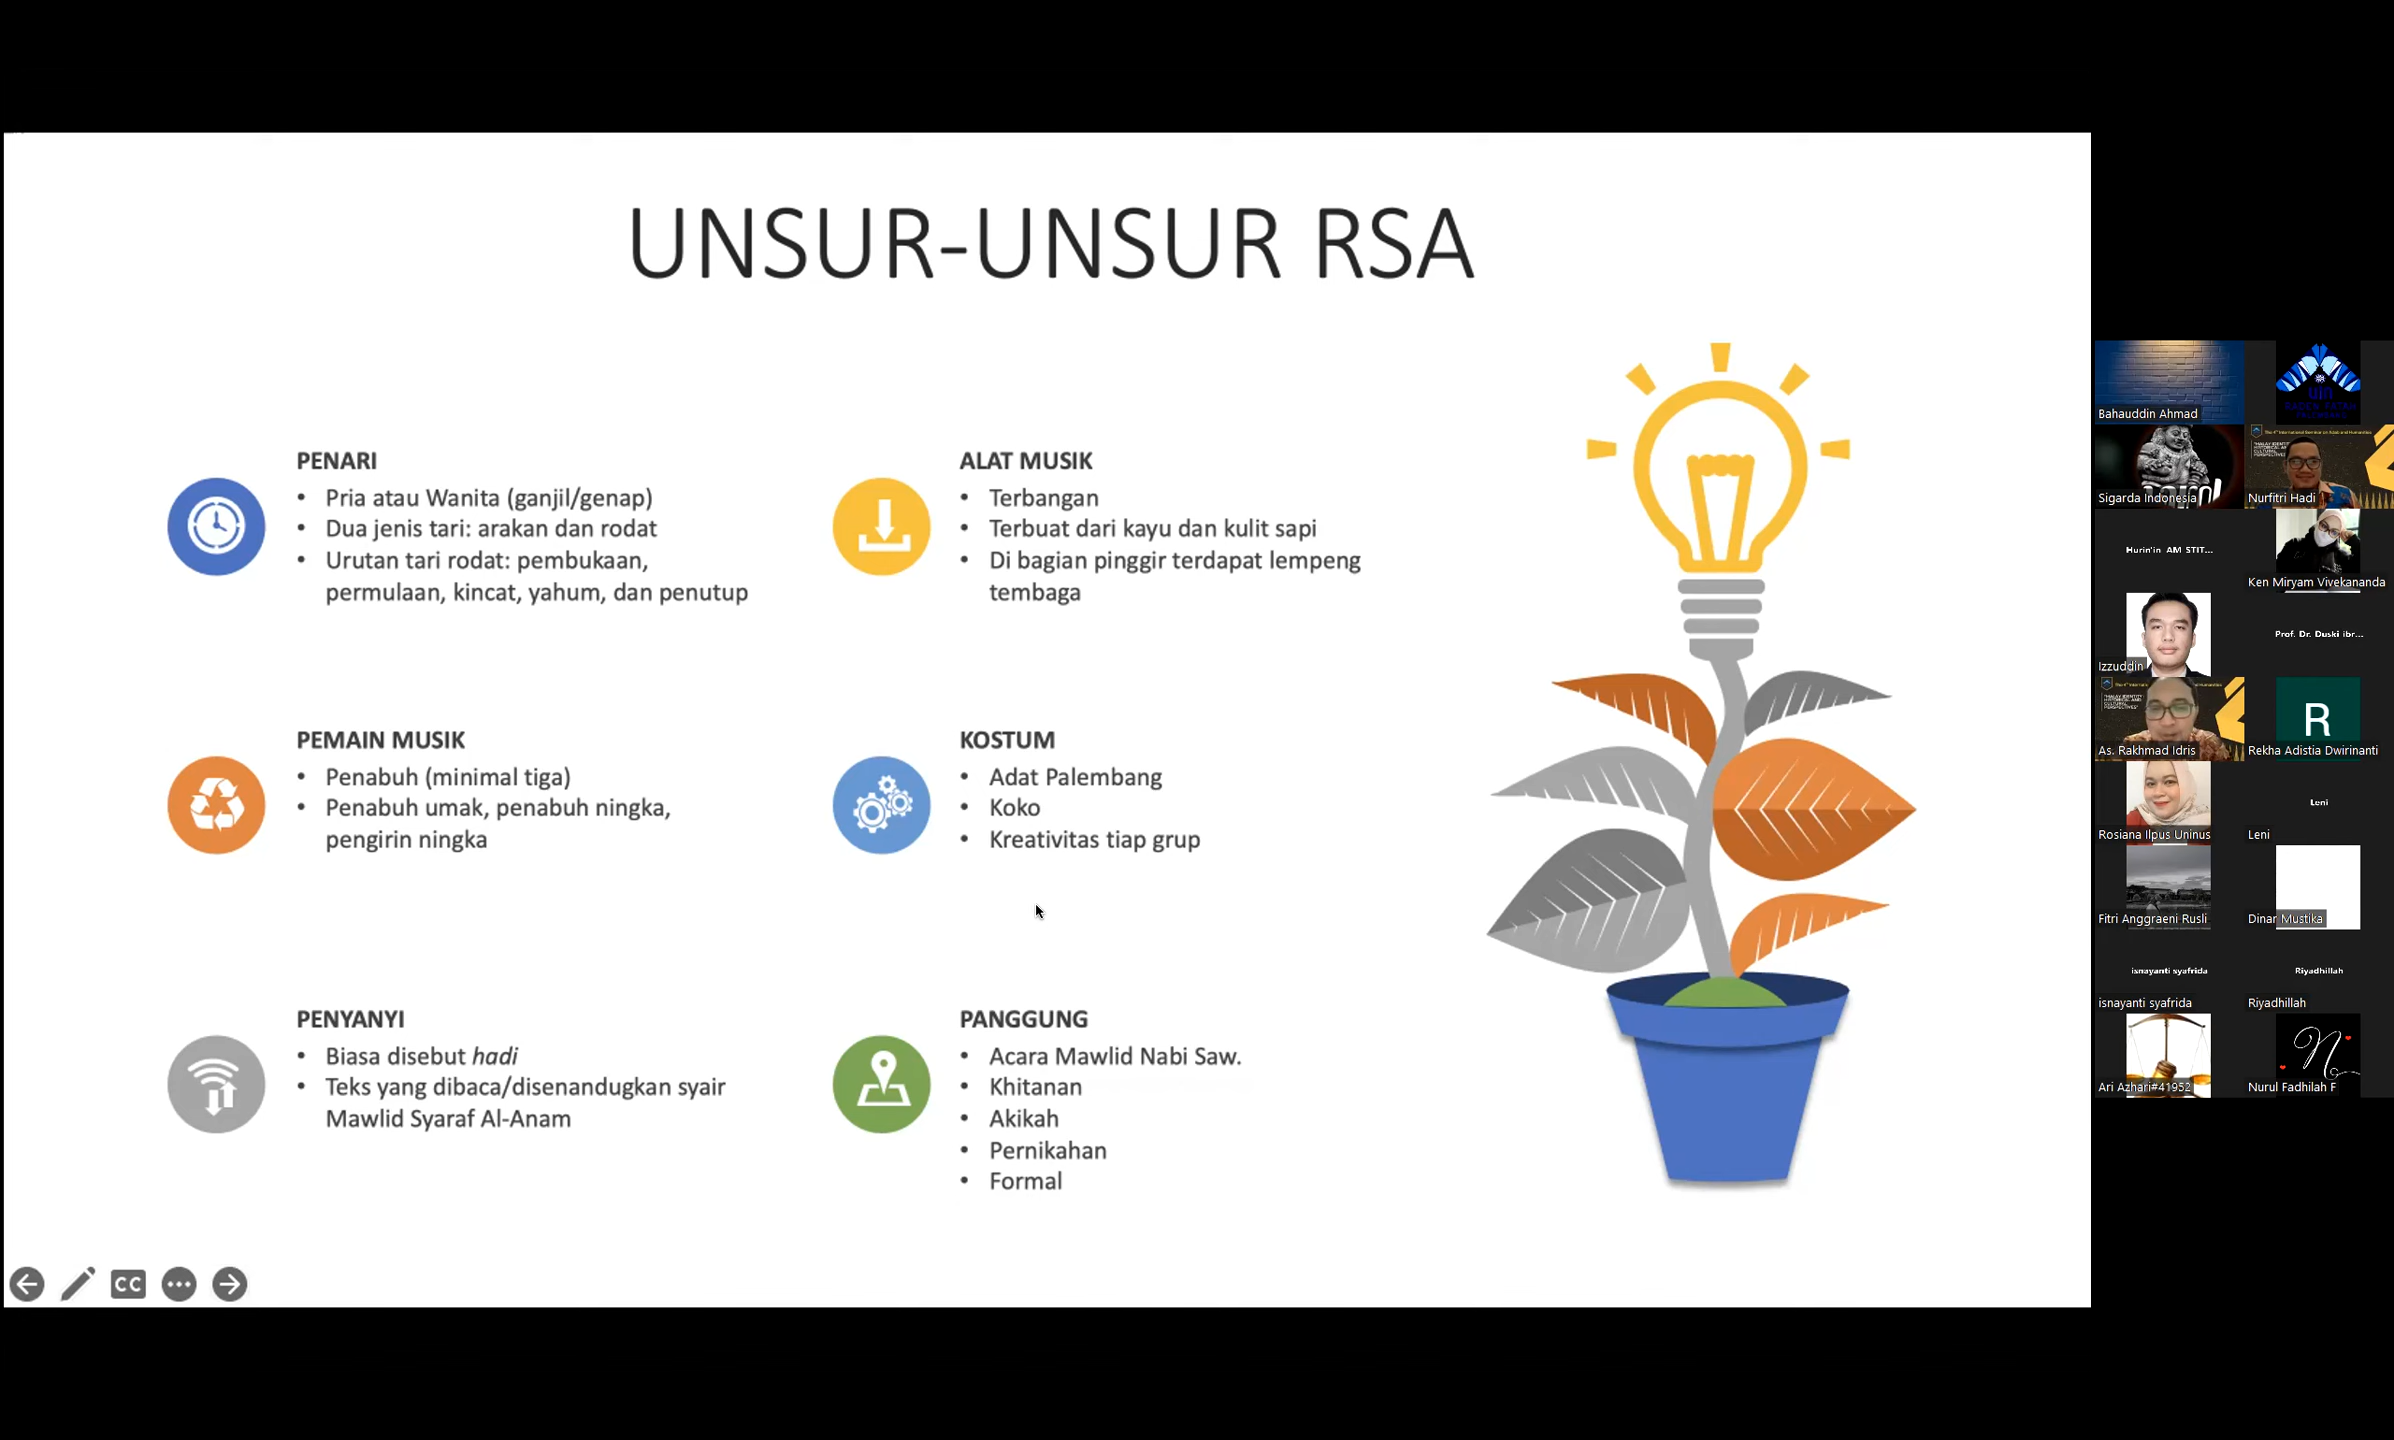 UNSUR-UNSUR RSA
PENARI
• Pria atau Wanita (ganjil/genap)
• Dua jenis tari: arakan dan rodat
• Urutan tari rodat: pembukaan,
permulaan, kincat, yahum, dan penutup
ALAT MUSIK
• Terbangan
• Terbuat dari kayu dan kulit sapi
• Di bagian pinggir terdapat lempeng
tembaga
PEMAIN MUSIK
• Penabuh (minimal tiga)
• Penabuh umak, penabuh ningka,
pengirin ningka
KOSTUM
• Adat Palembang
• Koko
• Kreativitas tiap grup
PENYANYI
• Biasa disebut hadi
• Teks yang dibaca/disenandugkan syair
Mawlid Syaraf Al-Anam
PANGGUNG
• Acara Mawlid Nabi Saw.
• Khitanan
• Akikah
• Pernikahan
• Formal
CC
Bahauddin Ahmad
UIN
Sigarda Indonesia
Nurfitri Hadi
Hurin'in AM STIT...
Ken Miryam Vivekananda
Izzuddin
Prof. Dr. Duski ibr...
As. Rakhmad Idris
R
Rekha Adistia Dwirinanti
Rosiana Ilpus Uninus
Leni
Leni
Fitri Anggraeni Rusli
Dinar Mustika
isnayanti syafrida
isnayanti syafrida
Riyadhillah
Riyadhillah
Ari Azhari#41952
N
Nurul Fadhilah F